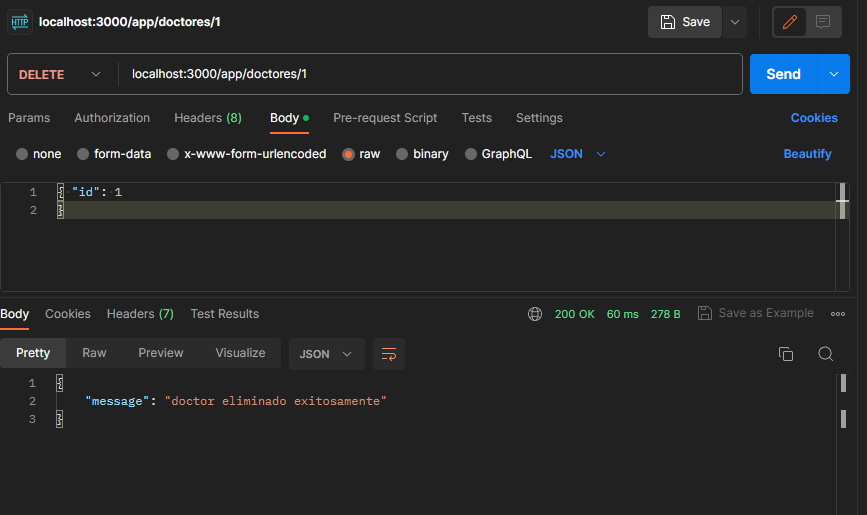 HTTP localhost:3000/app/doctores/1 Save
DELETE localhost:3000/app/doctores/1 Send
Params Authorization Headers (8) Body Pre-request Script Tests Settings Cookies
none form-data x-www-form-urlencoded raw binary GraphQL JSON Beautify
1 { "id": 1
2 }
Body Cookies Headers (7) Test Results 200 OK 60 ms 278 B Save as Example
Pretty Raw Preview Visualize JSON
1 {
2 "message": "doctor eliminado exitosamente"
3 }